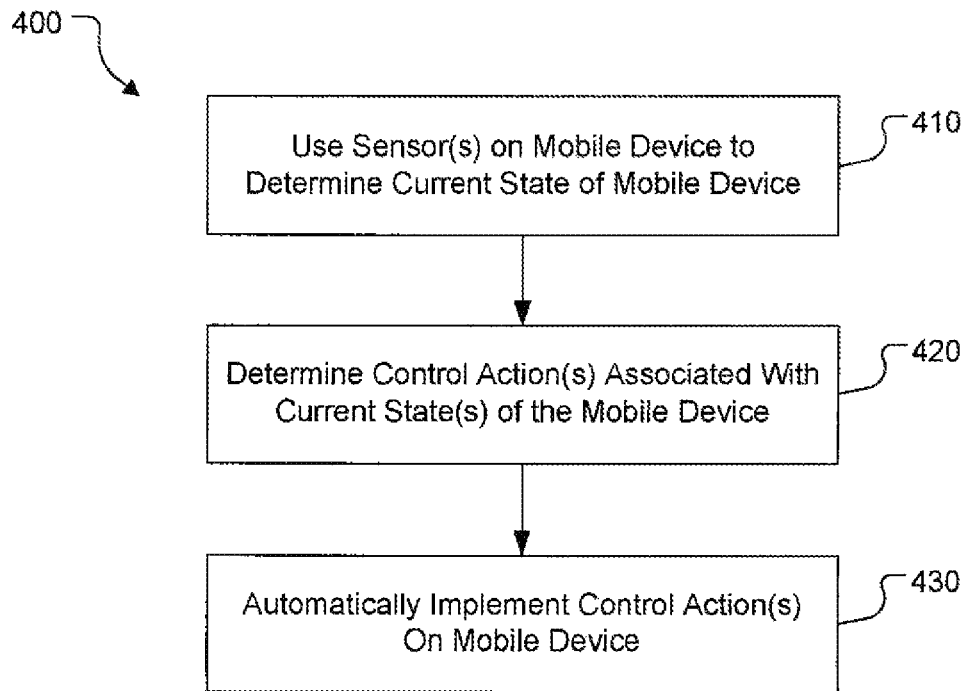 400
Use Sensor(s) on Mobile Device to
Determine Current State of Mobile Device
410
Determine Control Action(s) Associated With
Current State(s) of the Mobile Device
420
Automatically Implement Control Action(s)
On Mobile Device
430